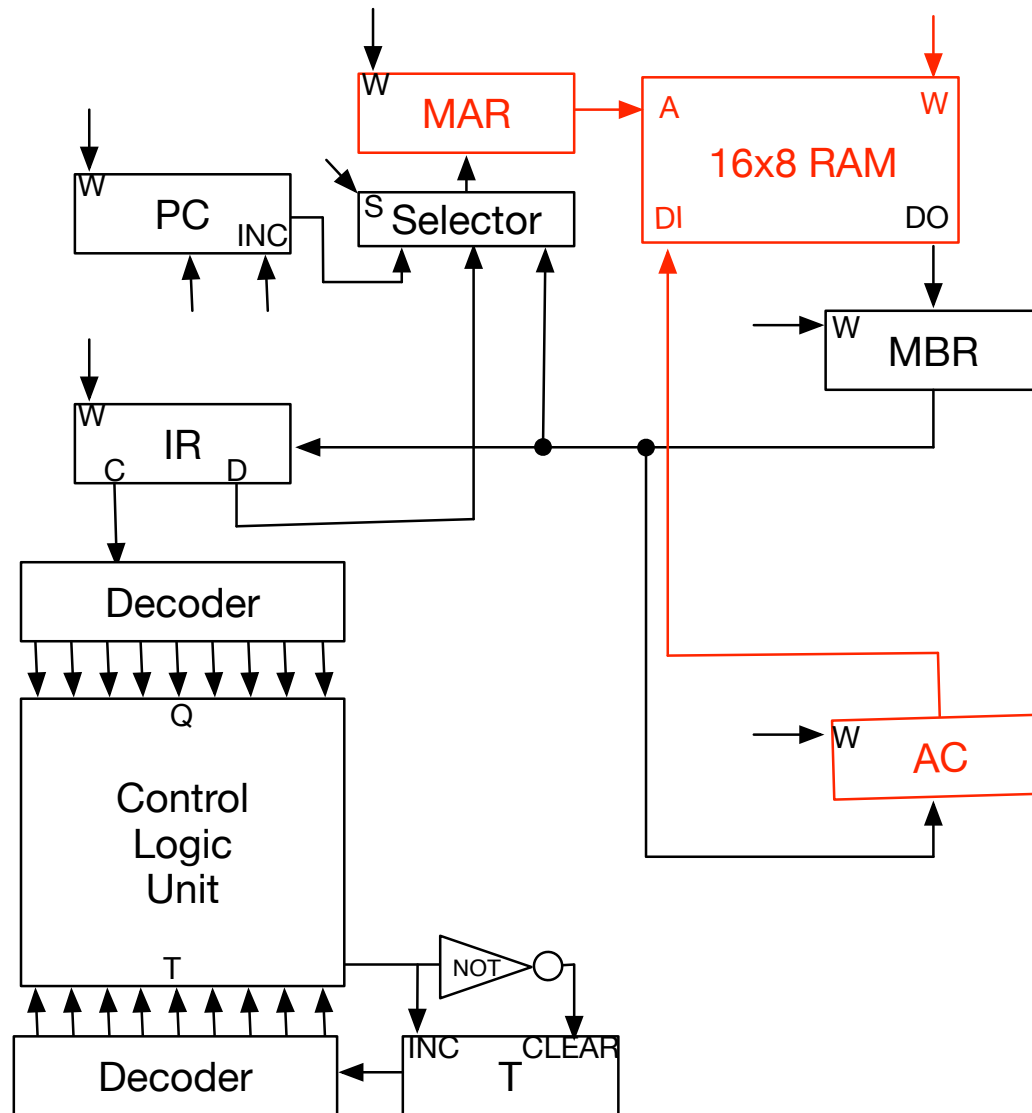 W
MAR
A
W
16x8 RAM
DI
DO
W
PC
INC
S
Selector
W
MBR
W
IR
C
D
Decoder
Q
Control
Logic
Unit
T
W
AC
NOT
INC
CLEAR
T
Decoder